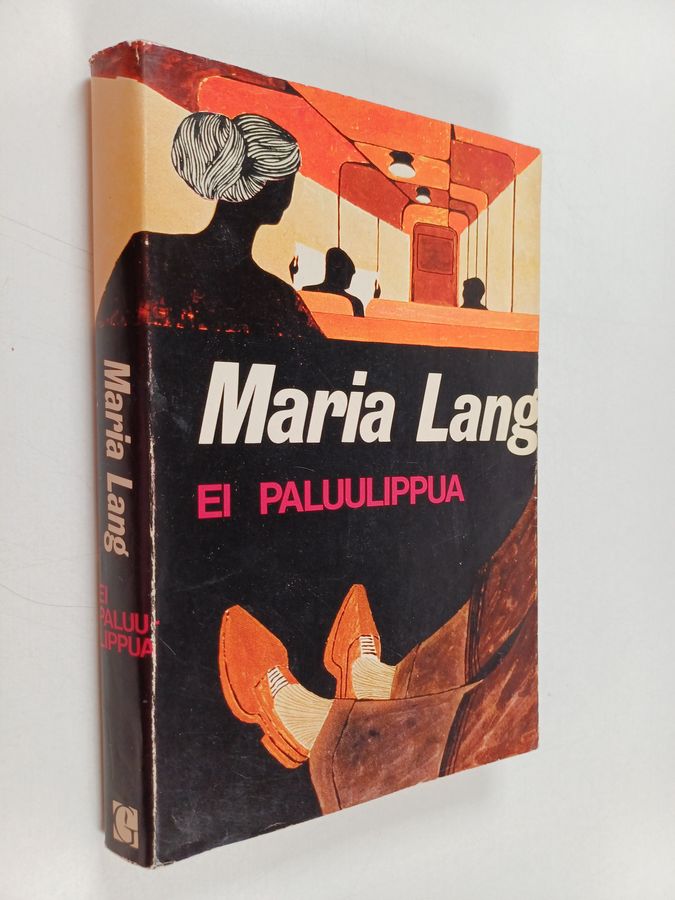 Maria Lang
EI PALUULIPPUA
Maria Lang
EI
PALUU-
LIPPUA
G